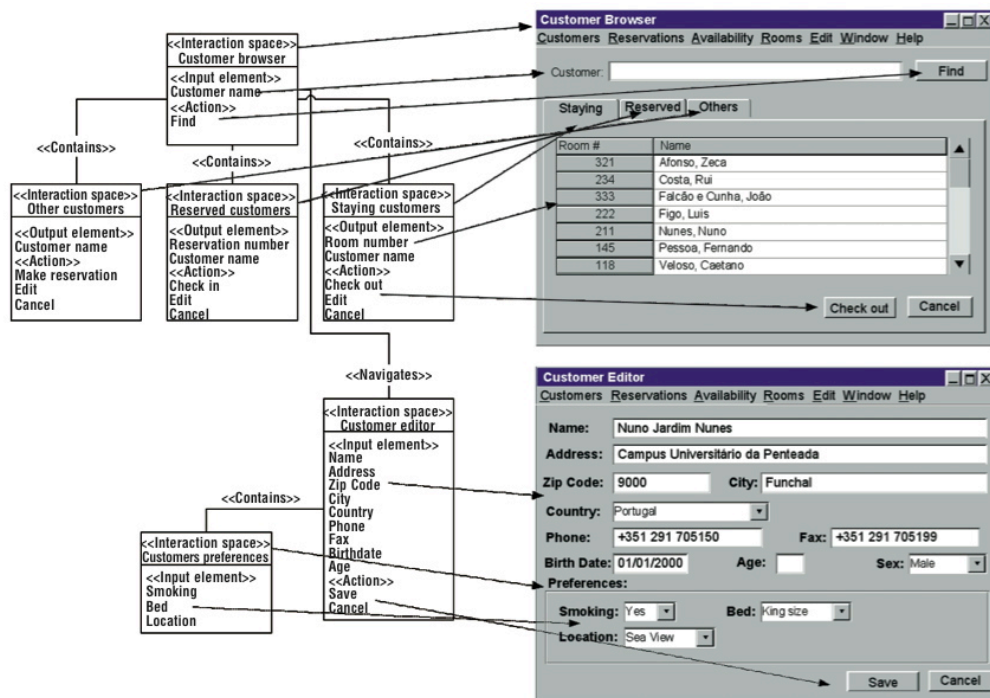 <<Interaction space>>
Customer browser
<<Input element>>
Customer name
<<Action>>
Find
<<Contains>>
<<Contains>>
<<Contains>>
<<Interaction space>>
Other customers
<<Output element>>
Customer name
<<Action>>
Make reservation
Edit
Cancel
<<Interaction space>>
Reserved customers
<<Output element>>
Reservation number
Customer name
<<Action>>
Check in
Edit
Cancel
<<Interaction space>>
Staying customers
<<Output element>>
Room number
Customer name
<<Action>>
Check out
Edit
Cancel
<<Navigates>>
<<Interaction space>>
Customer editor
<<Input element>>
Name
Address
Zip Code
City
Country
Phone
Fax
Birthdate
Age
<<Action>>
Save
Cancel
<<Contains>>
<<Interaction space>>
Customers preferences
<<Input element>>
Smoking
Bed
Location
Customer Browser
Customers Reservations Availability Rooms Edit Window Help
Customer: Find
Staying Reserved Others
Room # Name
321 Afonso, Zeca
234 Costa, Rui
333 Falcão e Cunha, João
222 Figo, Luis
211 Nunes, Nuno
145 Pessoa, Fernando
118 Veloso, Caetano
Check out Cancel
Customer Editor
Customers Reservations Availability Rooms Edit Window Help
Name: Nuno Jardim Nunes
Address: Campus Universitário da Penteada
Zip Code: 9000 City: Funchal
Country: Portugal
Phone: +351 291 705150 Fax: +351 291 705199
Birth Date: 01/01/2000 Age: Sex: Male
Preferences:
Smoking: Yes Bed: King size
Location: Sea View
Save Cancel